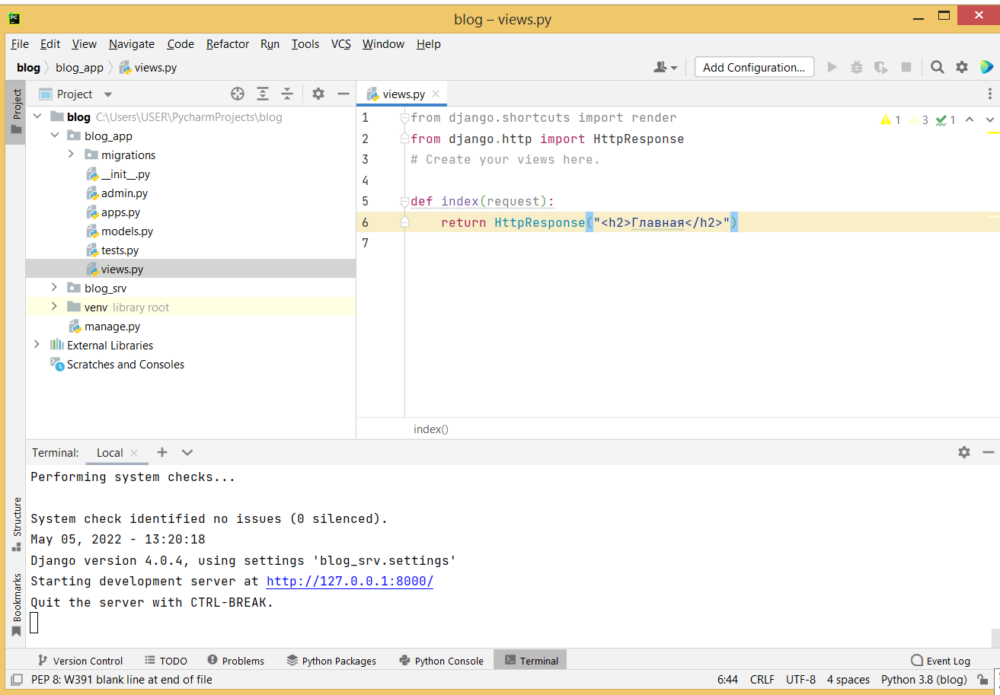 blog – views.py
File Edit View Navigate Code Refactor Run Tools VCS Window Help
blog blog_app views.py Add Configuration...
Project
Project
views.py
blog C:\Users\USER\PycharmProjects\blog
blog_app
migrations
__init__.py
admin.py
apps.py
models.py
tests.py
views.py
blog_srv
venv library root
manage.py
External Libraries
Scratches and Consoles
1 from django.shortcuts import render
2 from django.http import HttpResponse
3 # Create your views here.
4
5 def index(request):
6 return HttpResponse("<h2>Главная</h2>")
7
1 3 1
index()
Terminal: Local
Performing system checks...
System check identified no issues (0 silenced).
May 05, 2022 - 13:20:18
Django version 4.0.4, using settings 'blog_srv.settings'
Starting development server at http://127.0.0.1:8000/
Quit the server with CTRL-BREAK.
Structure
Bookmarks
Version Control TODO Problems Python Packages Python Console Terminal Event Log
PEP 8: W391 blank line at end of file 6:44 CRLF UTF-8 4 spaces Python 3.8 (blog)